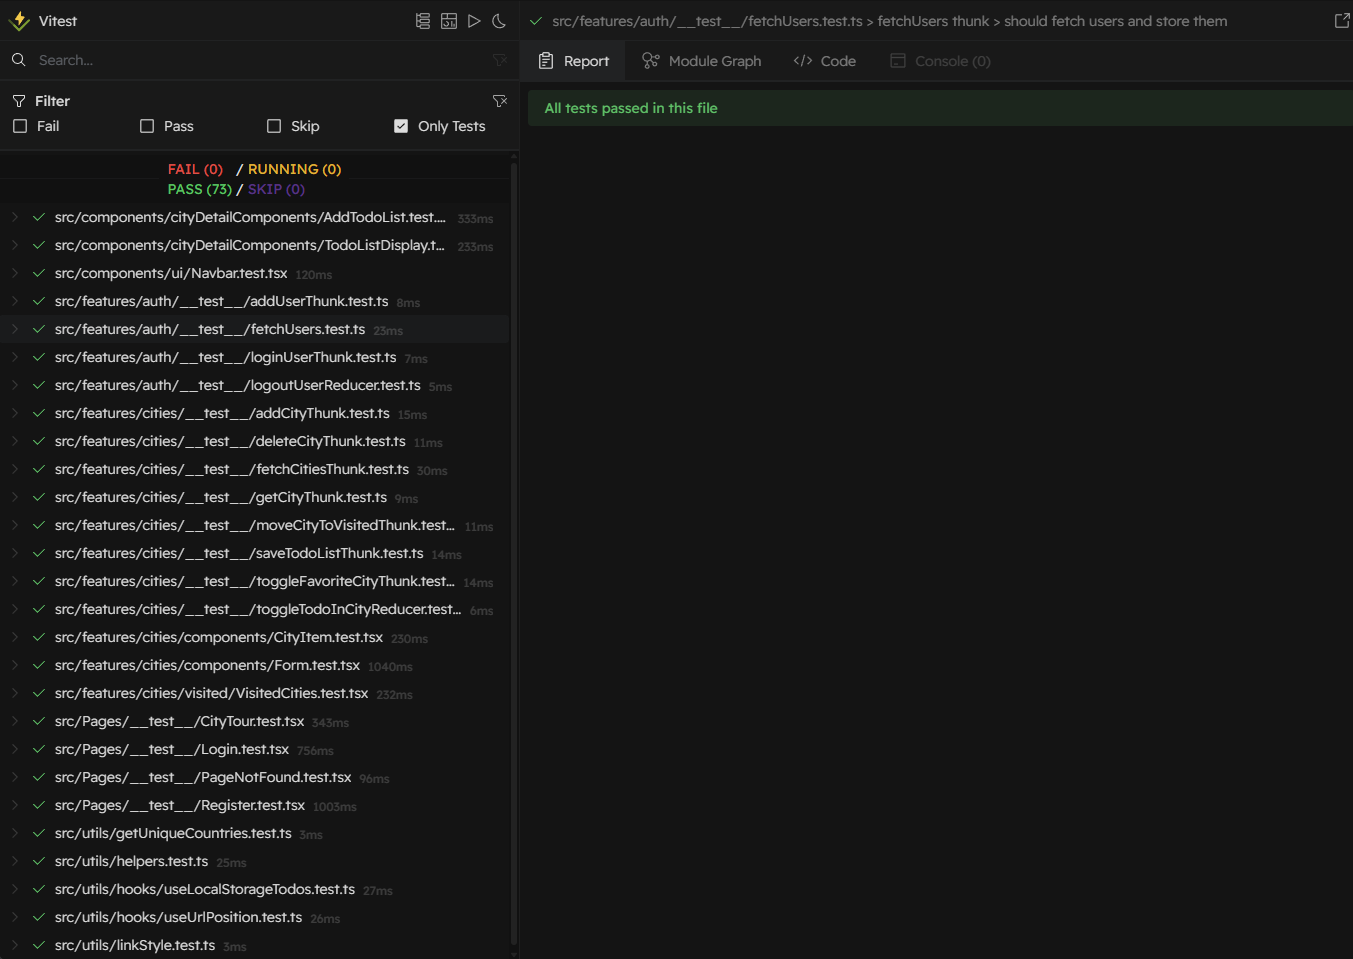 Vitest
Search...
Filter
Fail
Pass
Skip
Only Tests
FAIL (0) / RUNNING (0)
PASS (73) / SKIP (0)
src/components/cityDetailComponents/AddTodoList.test.... 333ms
src/components/cityDetailComponents/TodoListDisplay.t... 233ms
src/components/ui/Navbar.test.tsx 120ms
src/features/auth/__test__/addUserThunk.test.ts 8ms
src/features/auth/__test__/fetchUsers.test.ts 23ms
src/features/auth/__test__/loginUserThunk.test.ts 7ms
src/features/auth/__test__/logoutUserReducer.test.ts 5ms
src/features/cities/__test__/addCityThunk.test.ts 15ms
src/features/cities/__test__/deleteCityThunk.test.ts 11ms
src/features/cities/__test__/fetchCitiesThunk.test.ts 30ms
src/features/cities/__test__/getCityThunk.test.ts 9ms
src/features/cities/__test__/moveCityToVisitedThunk.test... 11ms
src/features/cities/__test__/saveTodoListThunk.test.ts 14ms
src/features/cities/__test__/toggleFavoriteCityThunk.test... 14ms
src/features/cities/__test__/toggleTodoInCityReducer.test... 6ms
src/features/cities/components/CityItem.test.tsx 230ms
src/features/cities/components/Form.test.tsx 1040ms
src/features/cities/visited/VisitedCities.test.tsx 232ms
src/Pages/__test__/CityTour.test.tsx 343ms
src/Pages/__test__/Login.test.tsx 756ms
src/Pages/__test__/PageNotFound.test.tsx 96ms
src/Pages/__test__/Register.test.tsx 1003ms
src/utils/getUniqueCountries.test.ts 3ms
src/utils/helpers.test.ts 25ms
src/utils/hooks/useLocalStorageTodos.test.ts 27ms
src/utils/hooks/useUrlPosition.test.ts 26ms
src/utils/linkStyle.test.ts 3ms
src/features/auth/__test__/fetchUsers.test.ts > fetchUsers thunk > should fetch users and store them
Report
Module Graph
Code
Console (0)
All tests passed in this file